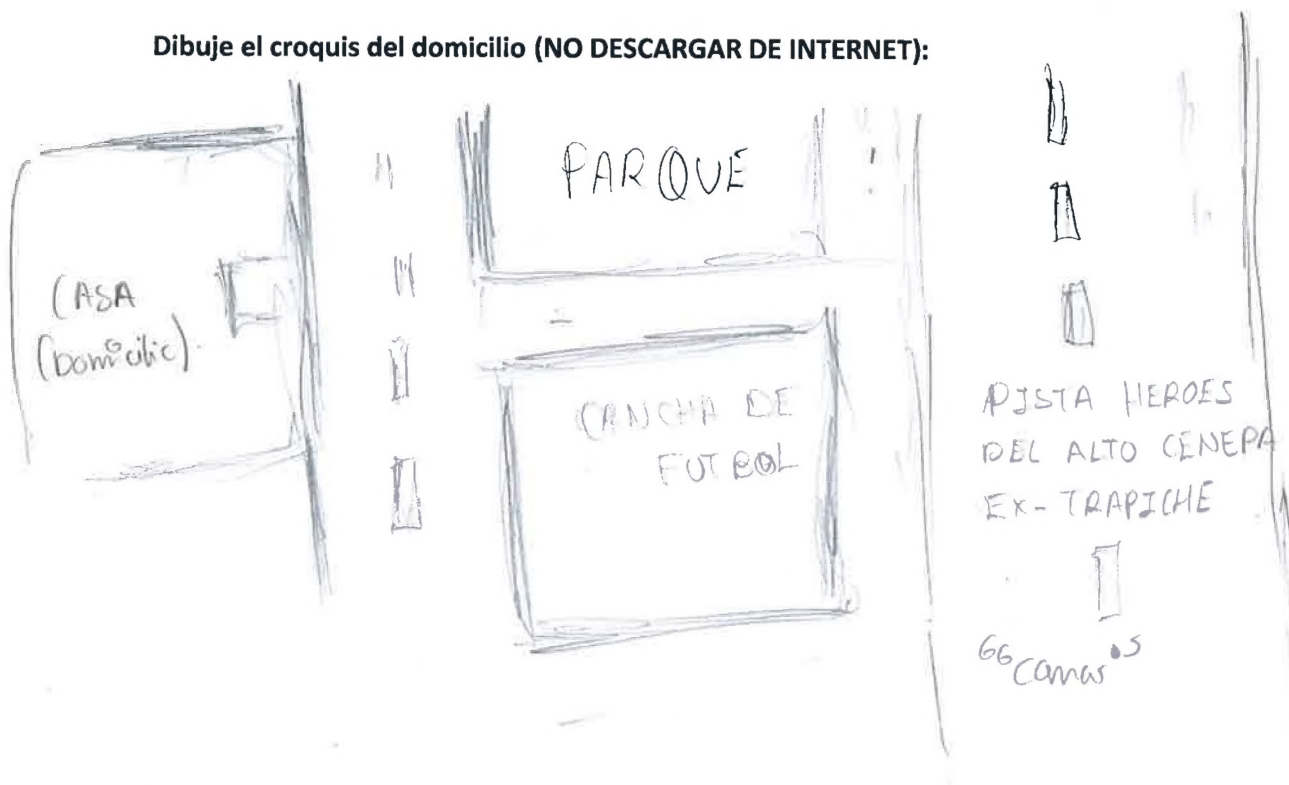 Dibuje el croquis del domicilio (NO DESCARGAR DE INTERNET):
PARQUE
CASA
(Domicilio).
CANCHA DE
FUTBOL
PISTA HEROES
DEL ALTO CENEPA
EX-TRAPICHE